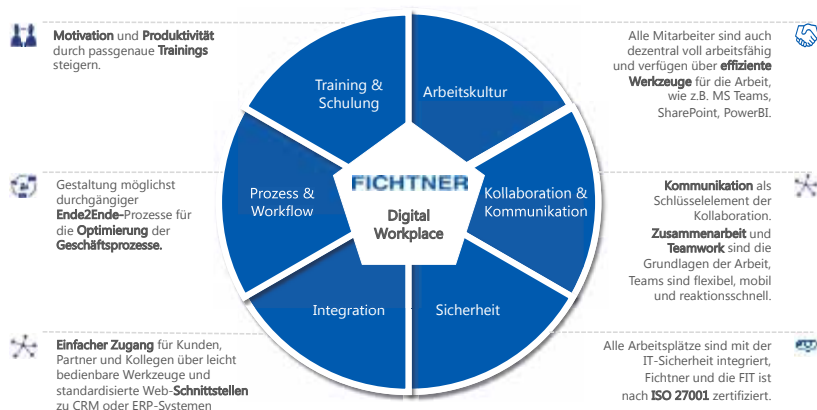 Motivation und Produktivität
durch passgenaue Trainings
steigern.
Gestaltung möglichst
durchgängiger
Ende2Ende-Prozesse für
die Optimierung der
Geschäftsprozesse.
Einfacher Zugang für Kunden,
Partner und Kollegen über leicht
bedienbare Werkzeuge und
standardisierte Web-Schnittstellen
zu CRM oder ERP-Systemen
Training &
Schulung
Arbeitskultur
Prozess &
Workflow
FICHTNER
Digital
Workplace
Kollaboration &
Kommunikation
Integration
Sicherheit
Alle Mitarbeiter sind auch
dezentral voll arbeitsfähig
und verfügen über effiziente
Werkzeuge für die Arbeit,
wie z.B. MS Teams,
SharePoint, PowerBI.
Kommunikation als
Schlüsselelement der
Kollaboration.
Zusammenarbeit und
Teamwork sind die
Grundlagen der Arbeit,
Teams sind flexibel, mobil
und reaktionsschnell.
Alle Arbeitsplätze sind mit der
IT-Sicherheit integriert,
Fichtner und die FIT ist
nach ISO 27001 zertifiziert.